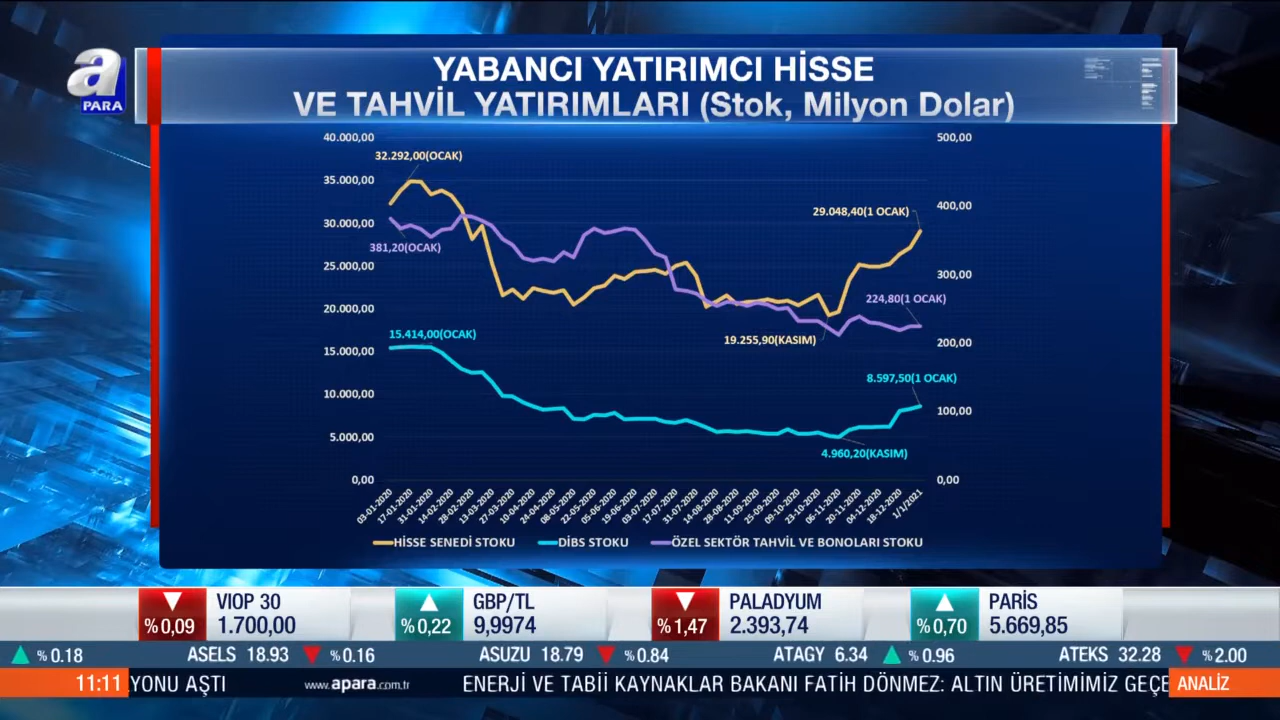 a
PARA
YABANCI YATIRIMCI HİSSE
VE TAHVİL YATIRIMLARI (Stok, Milyon Dolar)
40.000,00
35.000,00
30.000,00
25.000,00
20.000,00
15.000,00
10.000,00
5.000,00
0,00
500,00
400,00
300,00
200,00
100,00
0,00
32.292,00(OCAK)
381,20(OCAK)
15.414,00(OCAK)
29.048,40(1 OCAK)
224,80(1 OCAK)
19.255,90(KASIM)
8.597,50(1 OCAK)
4.960,20(KASIM)
03-01-2020
17-01-2020
31-01-2020
14-02-2020
28-02-2020
13-03-2020
27-03-2020
10-04-2020
24-04-2020
08-05-2020
22-05-2020
05-06-2020
19-06-2020
03-07-2020
17-07-2020
31-07-2020
14-08-2020
28-08-2020
11-09-2020
25-09-2020
09-10-2020
23-10-2020
06-11-2020
20-11-2020
04-12-2020
18-12-2020
1/1/2021
HİSSE SENEDİ STOKU DİBS STOKU ÖZEL SEKTÖR TAHVİL VE BONOLARI STOKU
% 0,09 VIOP 30 1.700,00
% 0,22 GBP/TL 9,9974
% 1,47 PALADYUM 2.393,74
% 0,70 PARİS 5.669,85
% 0.18 ASELS 18.93 % 0.16 ASUZU 18.79 % 0.84 ATAGY 6.34 % 0.96 ATEKS 32.28 % 2.00
11:11 YONU AŞTI www.apara.com.tr ENERJİ VE TABİİ KAYNAKLAR BAKANI FATİH DÖNMEZ: ALTIN ÜRETİMİMİZ GEÇE ANALİZ